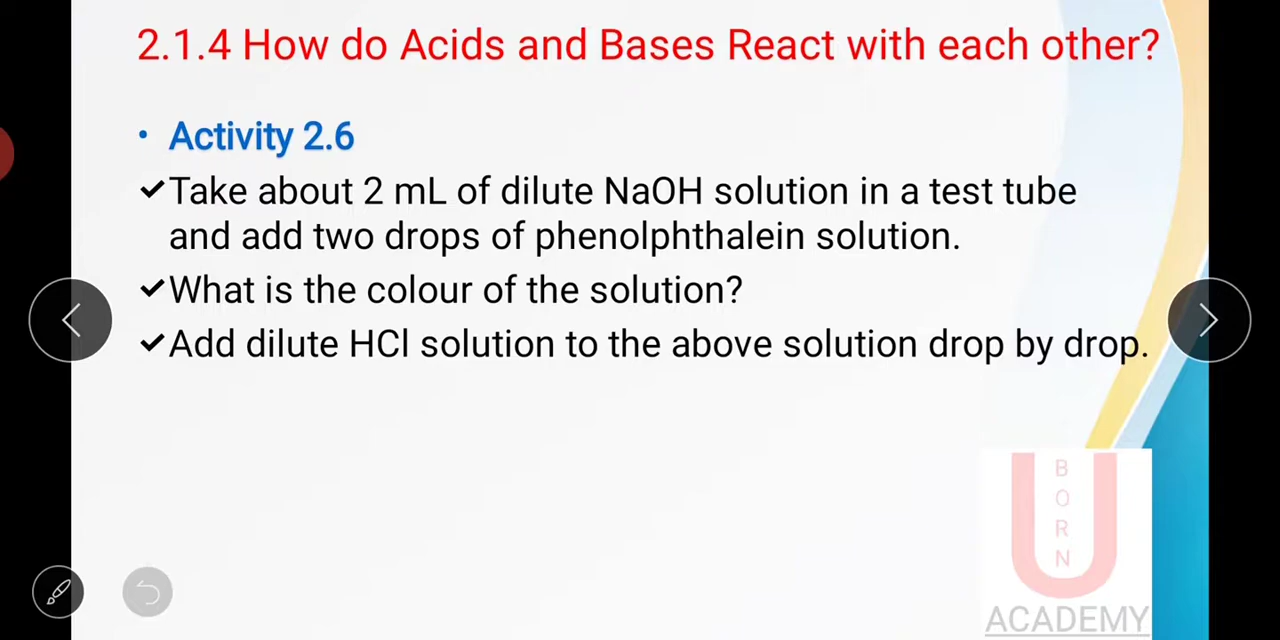 2.1.4 How do Acids and Bases React with each other?
• Activity 2.6
✓Take about 2 mL of dilute NaOH solution in a test tube
and add two drops of phenolphthalein solution.
✓What is the colour of the solution?
✓Add dilute HCl solution to the above solution drop by drop.
B
O
R
N
ACADEMY